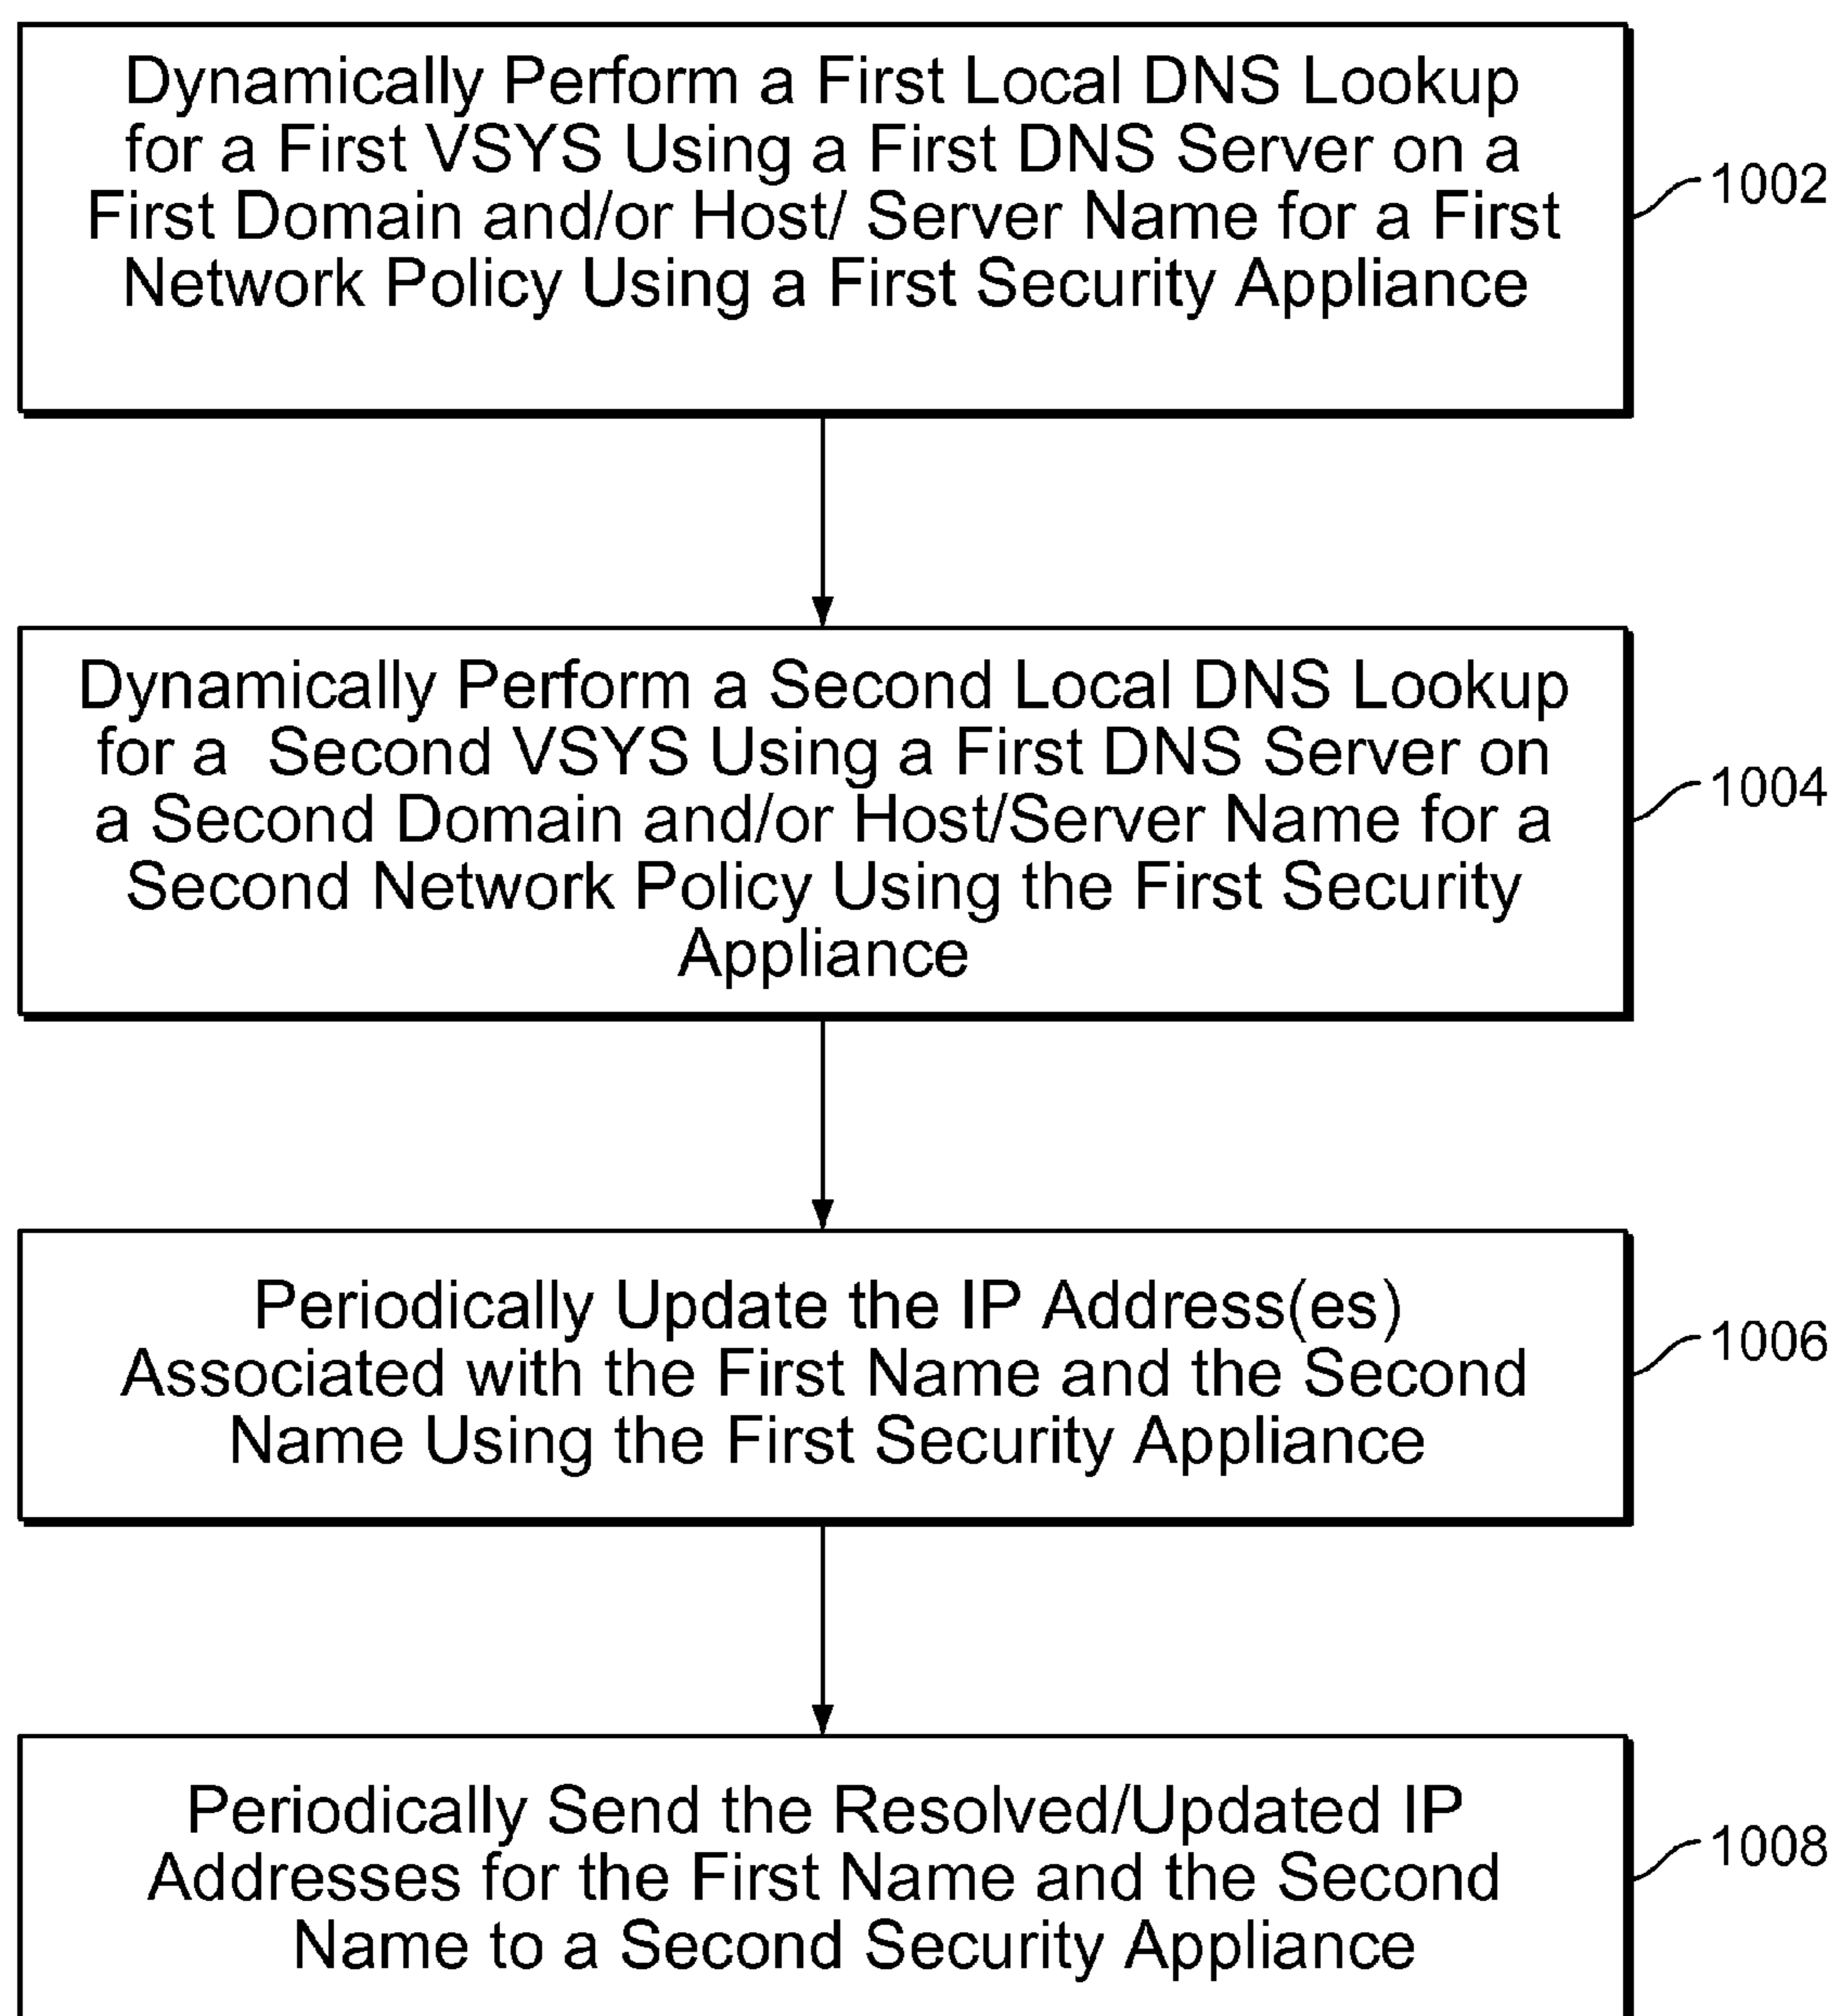 Dynamically Perform a First Local DNS Lookup
for a First VSYS Using a First DNS Server on a
First Domain and/or Host/ Server Name for a First
Network Policy Using a First Security Appliance
1002
Dynamically Perform a Second Local DNS Lookup
for a Second VSYS Using a First DNS Server on
a Second Domain and/or Host/Server Name for a
Second Network Policy Using the First Security
Appliance
1004
Periodically Update the IP Address(es)
Associated with the First Name and the Second
Name Using the First Security Appliance
1006
Periodically Send the Resolved/Updated IP
Addresses for the First Name and the Second
Name to a Second Security Appliance
1008